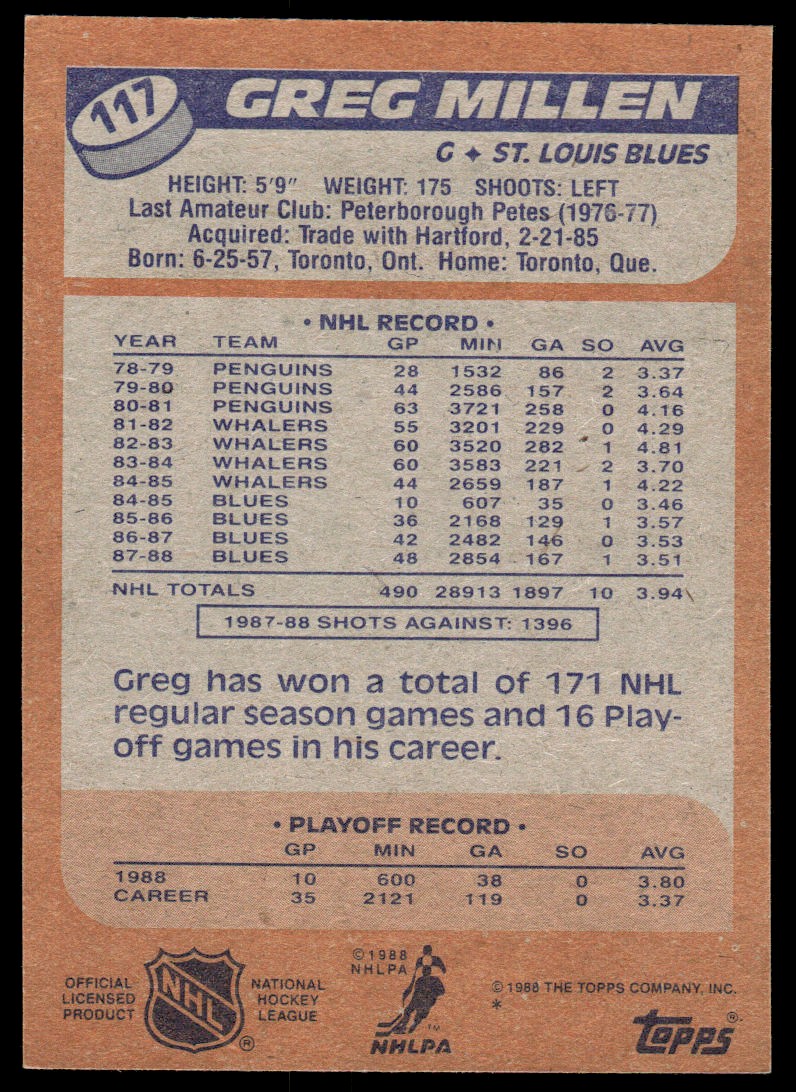 117
GREG MILLEN
G ✦ ST. LOUIS BLUES
HEIGHT: 5'9" WEIGHT: 175 SHOOTS: LEFT
Last Amateur Club: Peterborough Petes (1976-77)
Acquired: Trade with Hartford, 2-21-85
Born: 6-25-57, Toronto, Ont. Home: Toronto, Que.
• NHL RECORD •
YEAR TEAM GP MIN GA SO AVG
78-79 PENGUINS 28 1532 86 2 3.37
79-80 PENGUINS 44 2586 157 2 3.64
80-81 PENGUINS 63 3721 258 0 4.16
81-82 WHALERS 55 3201 229 0 4.29
82-83 WHALERS 60 3520 282 1 4.81
83-84 WHALERS 60 3583 221 2 3.70
84-85 WHALERS 44 2659 187 1 4.22
84-85 BLUES 10 607 35 0 3.46
85-86 BLUES 36 2168 129 1 3.57
86-87 BLUES 42 2482 146 0 3.53
87-88 BLUES 48 2854 167 1 3.51
NHL TOTALS 490 28913 1897 10 3.94
1987-88 SHOTS AGAINST: 1396
Greg has won a total of 171 NHL
regular season games and 16 Play-
off games in his career.
• PLAYOFF RECORD •
GP MIN GA SO AVG
1988 10 600 38 0 3.80
CAREER 35 2121 119 0 3.37
OFFICIAL
LICENSED
PRODUCT
NHL
®
NATIONAL
HOCKEY
LEAGUE
©1988
NHLPA
™
NHLPA
©1988 THE TOPPS COMPANY, INC.
*
topps ®.